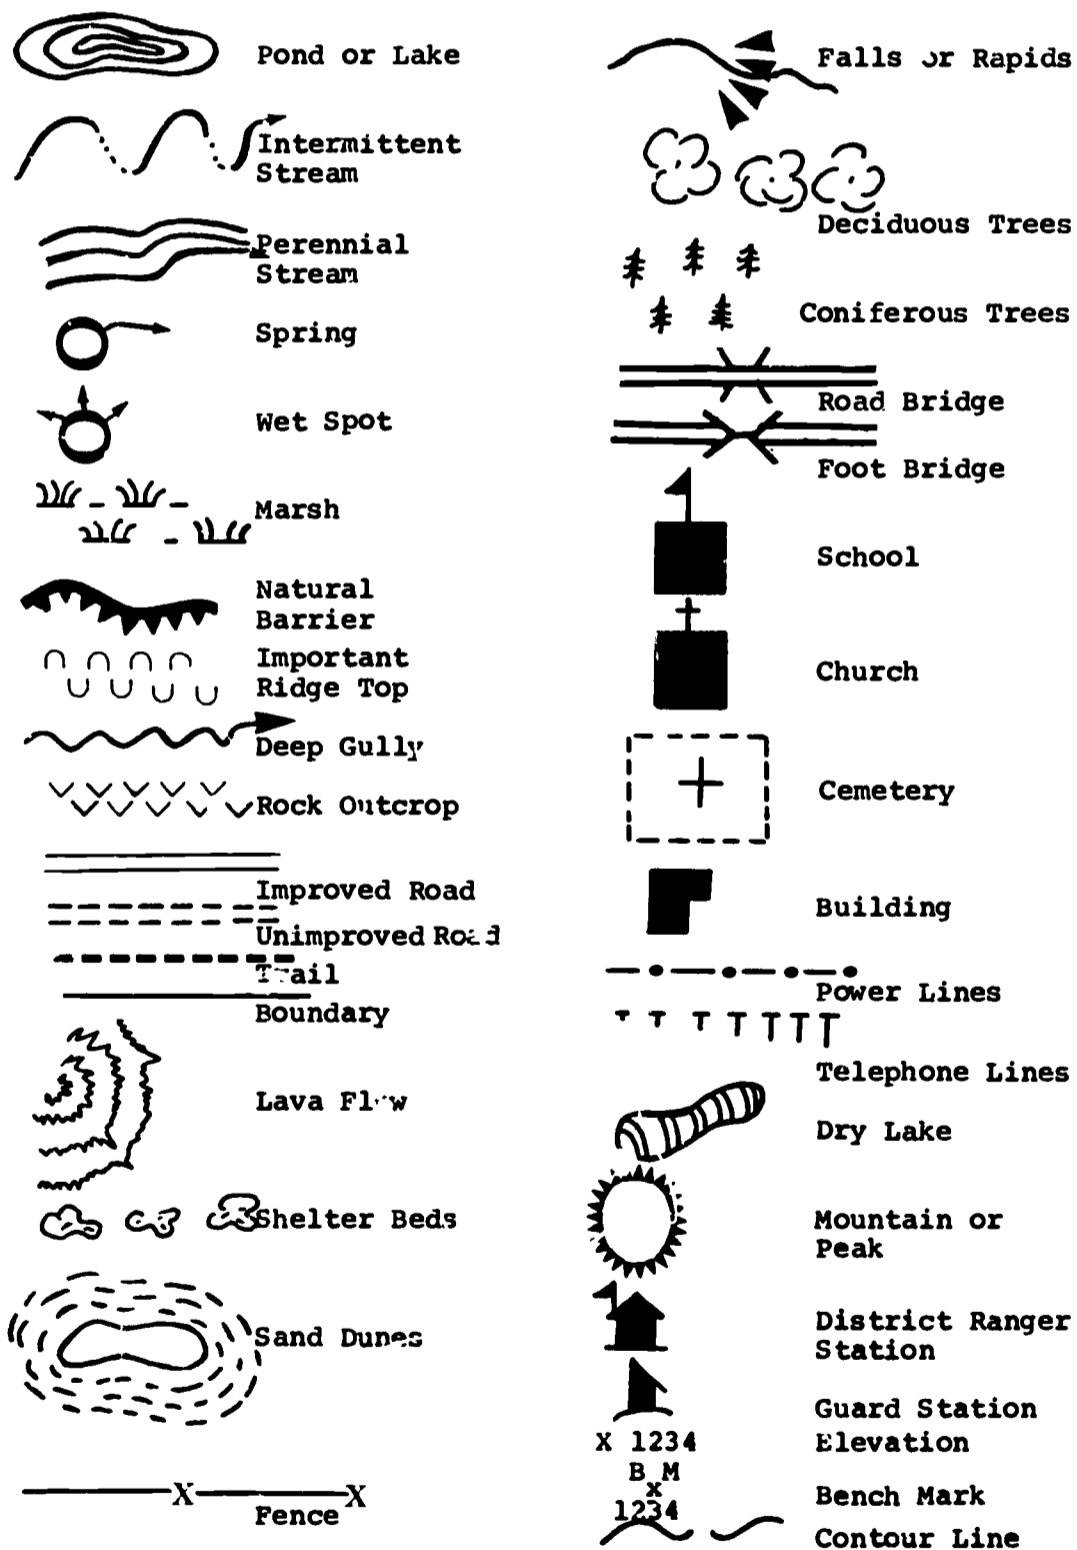 Pond or Lake
Intermittent
Stream
Perennial
Stream
Spring
Wet Spot
Marsh
Natural
Barrier
Important
Ridge Top
Deep Gully
Rock Outcrop
Improved Road
Unimproved Road
Trail
Boundary
Lava Flow
Shelter Beds
Sand Dunes
X X
Fence
Falls or Rapids
Deciduous Trees
Coniferous Trees
Road Bridge
Foot Bridge
School
Church
Cemetery
Building
Power Lines
Telephone Lines
Dry Lake
Mountain or
Peak
District Ranger
Station
Guard Station
X 1234 Elevation
B M
x
1234
Bench Mark
Contour Line